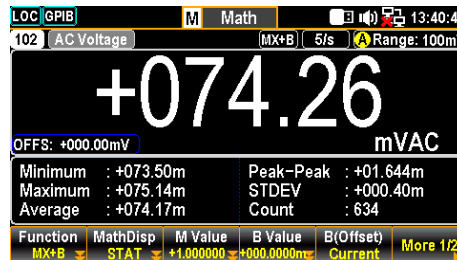 LOC GPIB M Math 13:40:4
102 AC Voltage MX+B 5/s A Range: 100m
+074.26
OFFS: +000.00mV mVAC
Minimum : +073.50m Peak-Peak : +01.644m
Maximum : +075.14m STDEV : +000.40m
Average : +074.17m Count : 634
Function MathDisp M Value B Value B(Offset) More 1/2
MX+B STAT +1.000000 +000.0000m Current